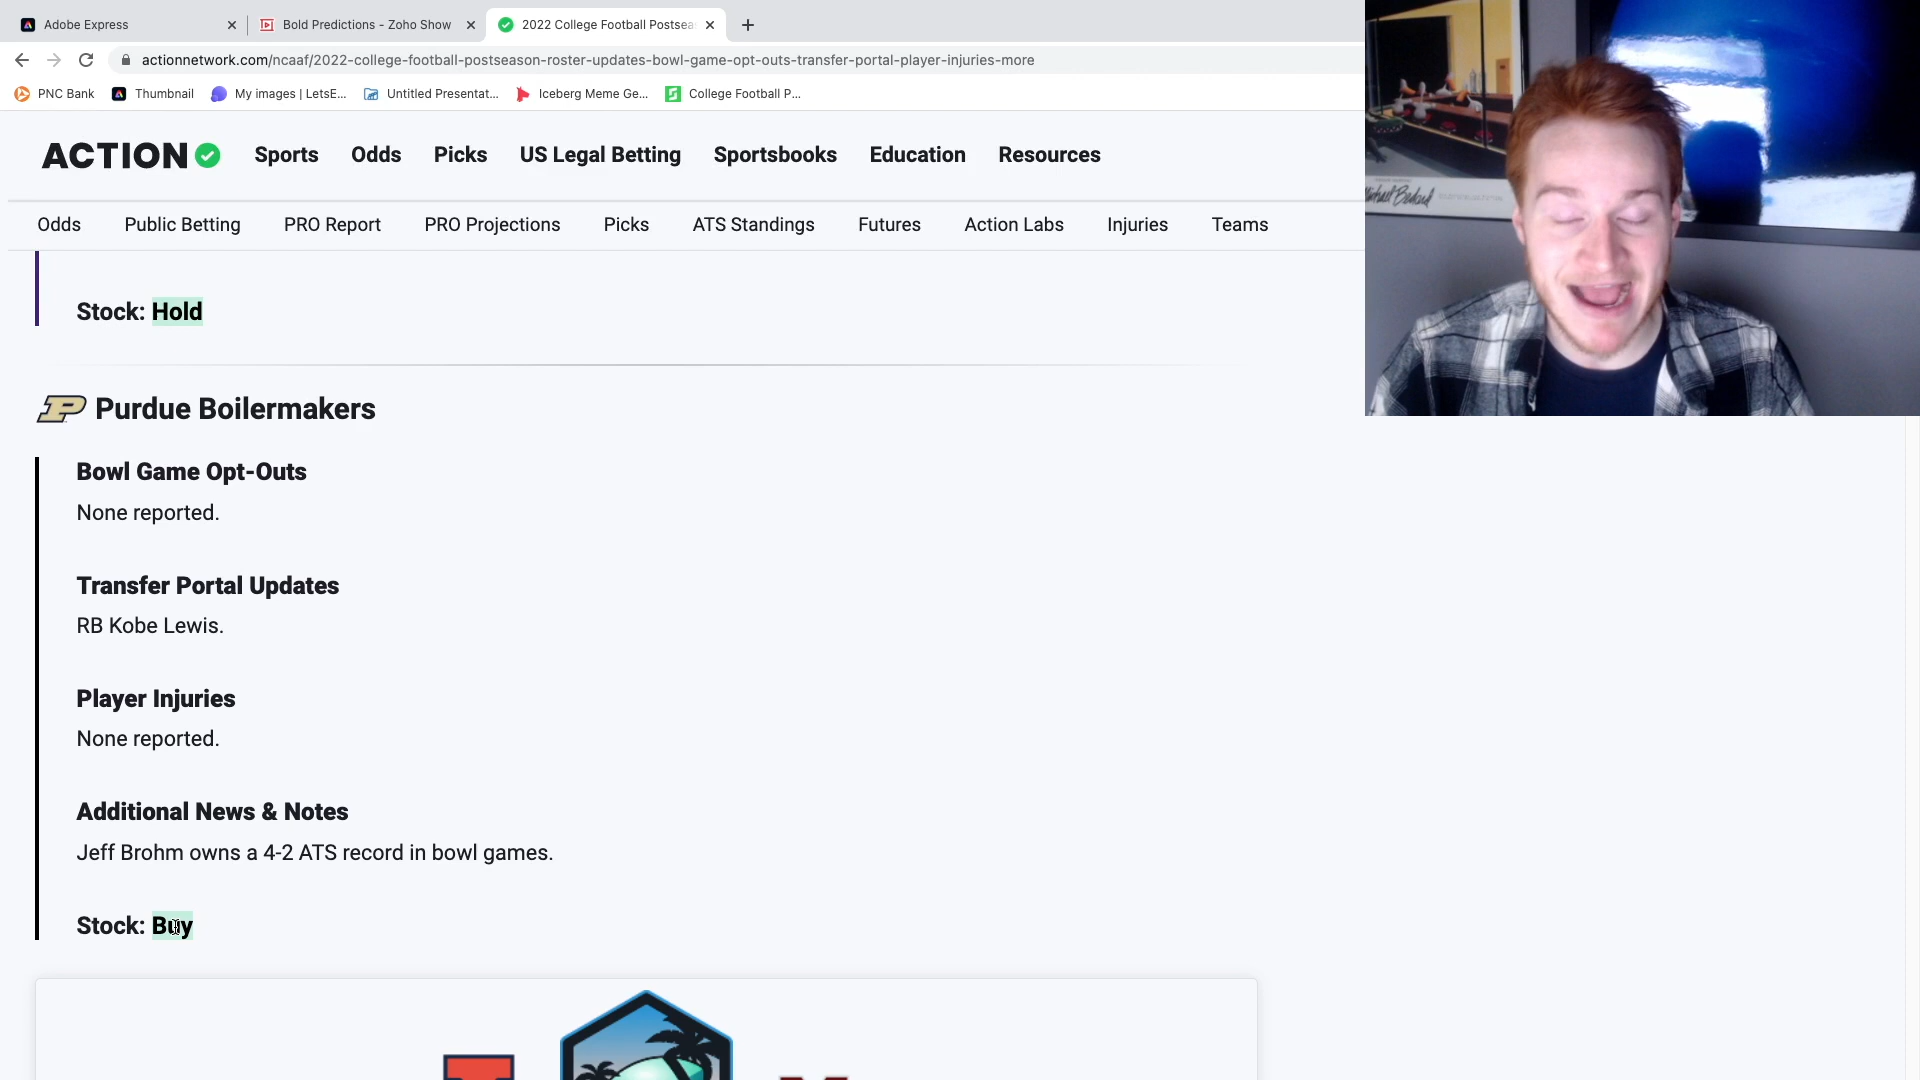 Adobe Express
Bold Predictions - Zoho Show
2022 College Football Postsea
actionnetwork.com/ncaaf/2022-college-football-postseason-roster-updates-bowl-game-opt-outs-transfer-portal-player-injuries-more
PNC Bank
Thumbnail
My images | LetsE...
Untitled Presentat...
Iceberg Meme Ge...
College Football P...
ACTION
Sports
Odds
Picks
US Legal Betting
Sportsbooks
Education
Resources
Odds
Public Betting
PRO Report
PRO Projections
Picks
ATS Standings
Futures
Action Labs
Injuries
Teams
Stock: Hold
P Purdue Boilermakers
Bowl Game Opt-Outs
None reported.
Transfer Portal Updates
RB Kobe Lewis.
Player Injuries
None reported.
Additional News & Notes
Jeff Brohm owns a 4-2 ATS record in bowl games.
Stock: Buy